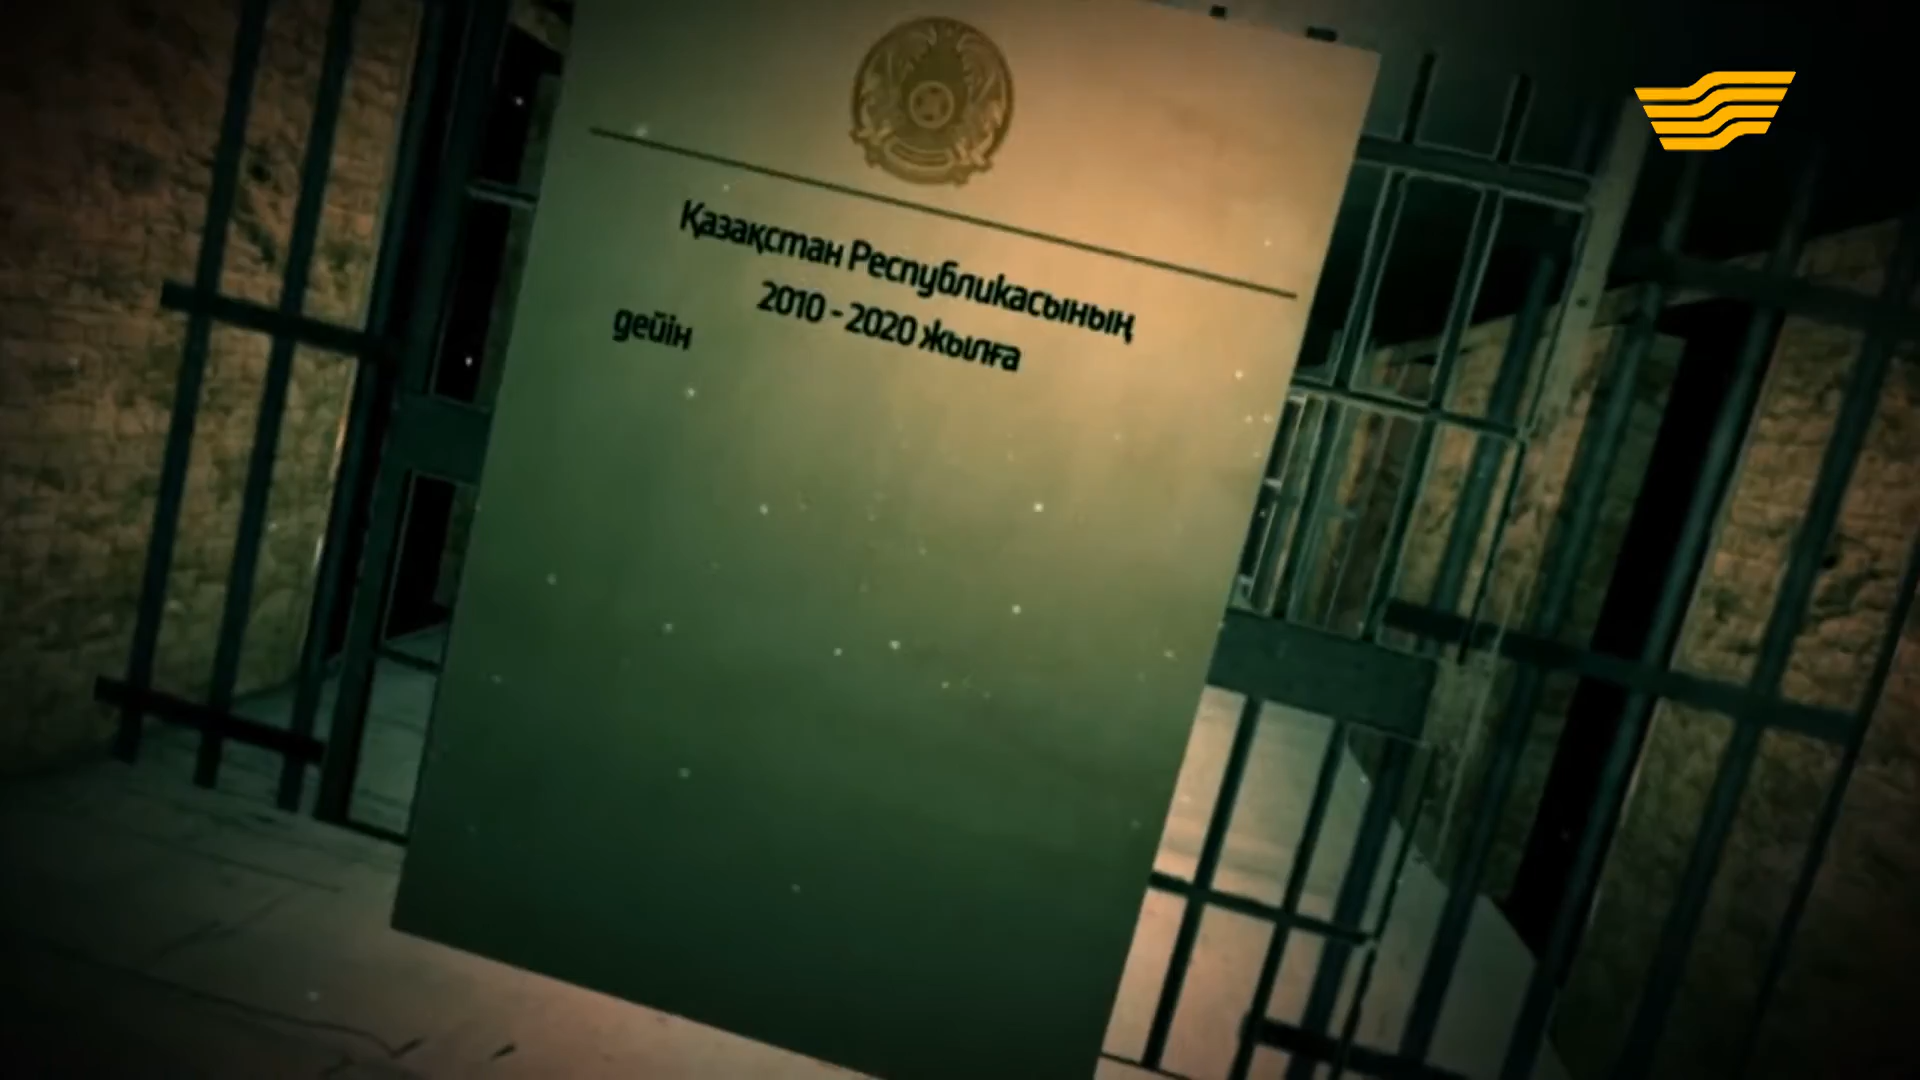 Қазақстан Республикасының
2010 - 2020 жылға
дейін